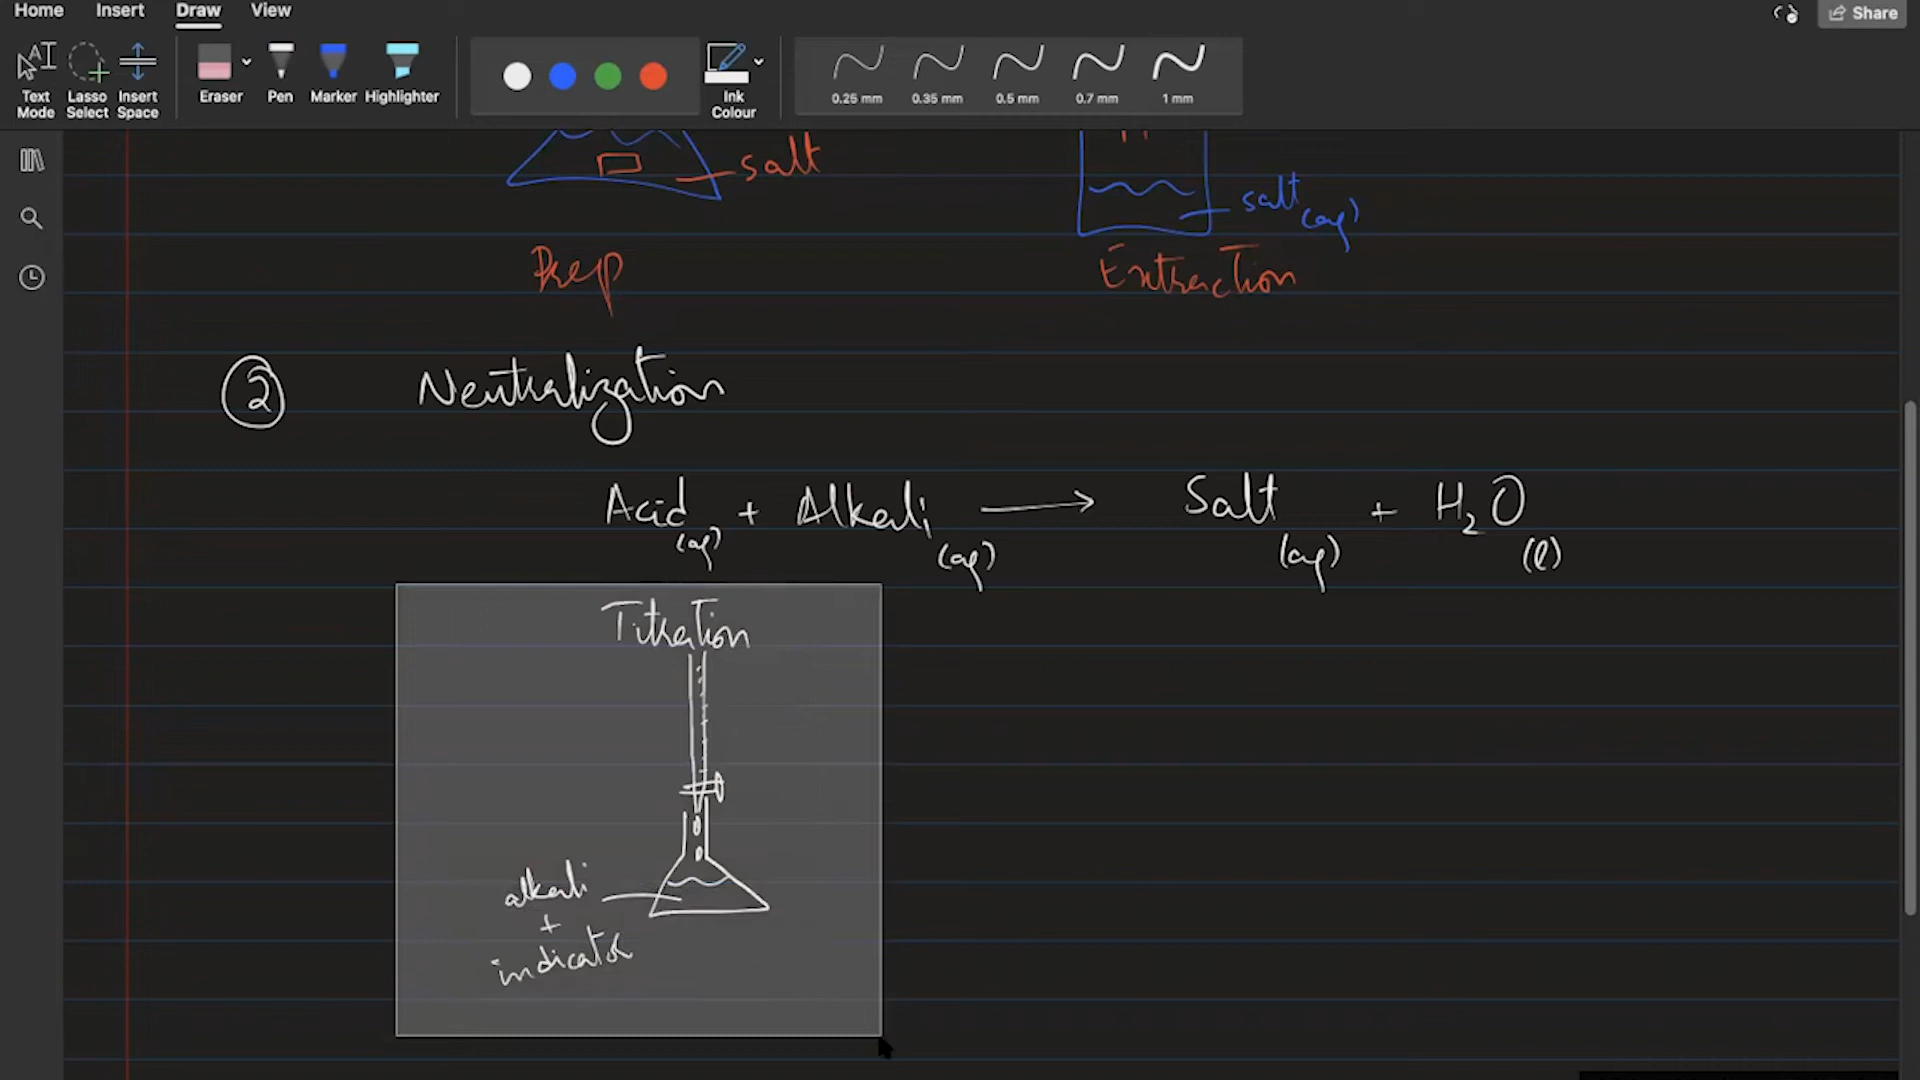 Home Insert Draw View
Share
Text Mode
Lasso Select
Insert Space
Eraser
Pen
Marker
Highlighter
Ink Colour
0.25 mm
0.35 mm
0.5 mm
0.7 mm
1 mm
salt
salt (aq)
Prep
Extraction
2 Neutralization
Acid (aq) + Alkali (aq) → Salt (aq) + H₂O (l)
Titration
alkali
+
indicator